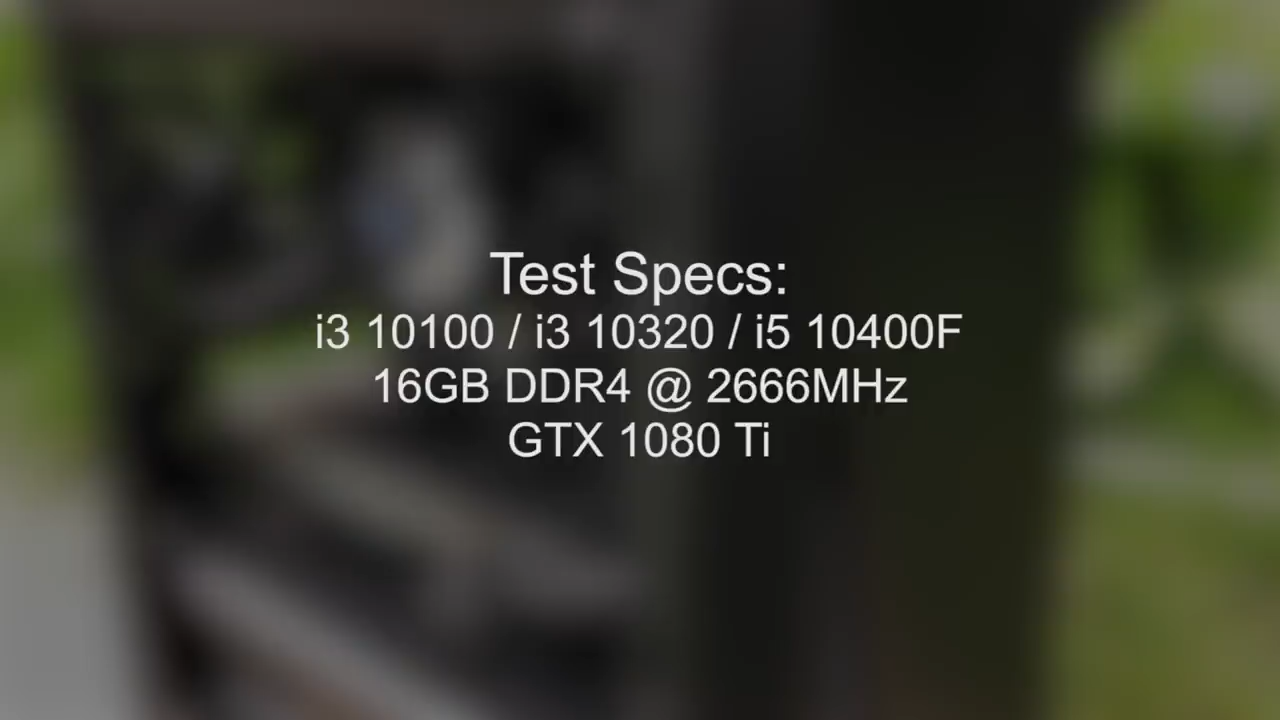 Test Specs:
i3 10100 / i3 10320 / i5 10400F
16GB DDR4 @ 2666MHz
GTX 1080 Ti